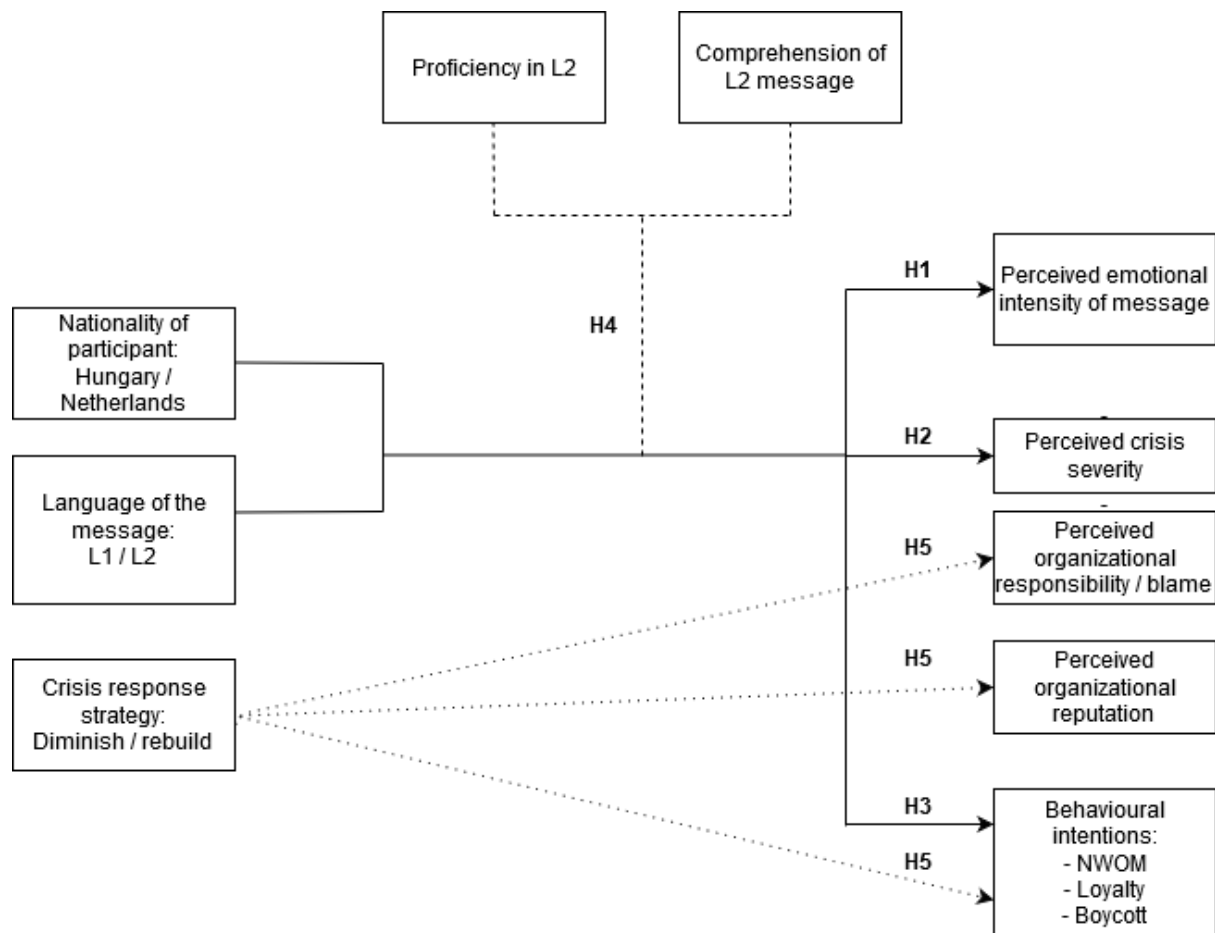 Proficiency in L2
Comprehension of
L2 message
H1
Perceived emotional
intensity of message
H4
Nationality of
participant:
Hungary /
Netherlands
H2
Perceived crisis
severity
Language of the
message:
L1 / L2
H5
Perceived
organizational
responsibility / blame
Crisis response
strategy:
Diminish / rebuild
H5
Perceived
organizational
reputation
H3
H5
Behavioural
intentions:
- NWOM
- Loyalty
- Boycott